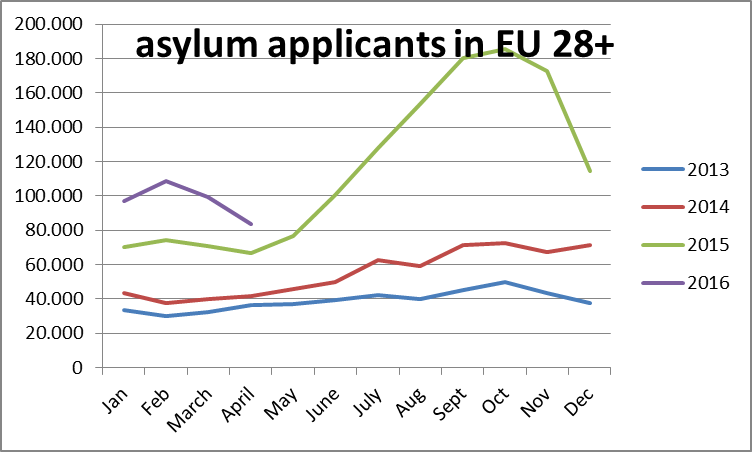 asylum applicants in EU 28+
200.000
180.000
160.000
140.000
120.000
100.000
80.000
60.000
40.000
20.000
0
Jan
Feb
March
April
May
June
July
Aug
Sept
Oct
Nov
Dec
2013
2014
2015
2016